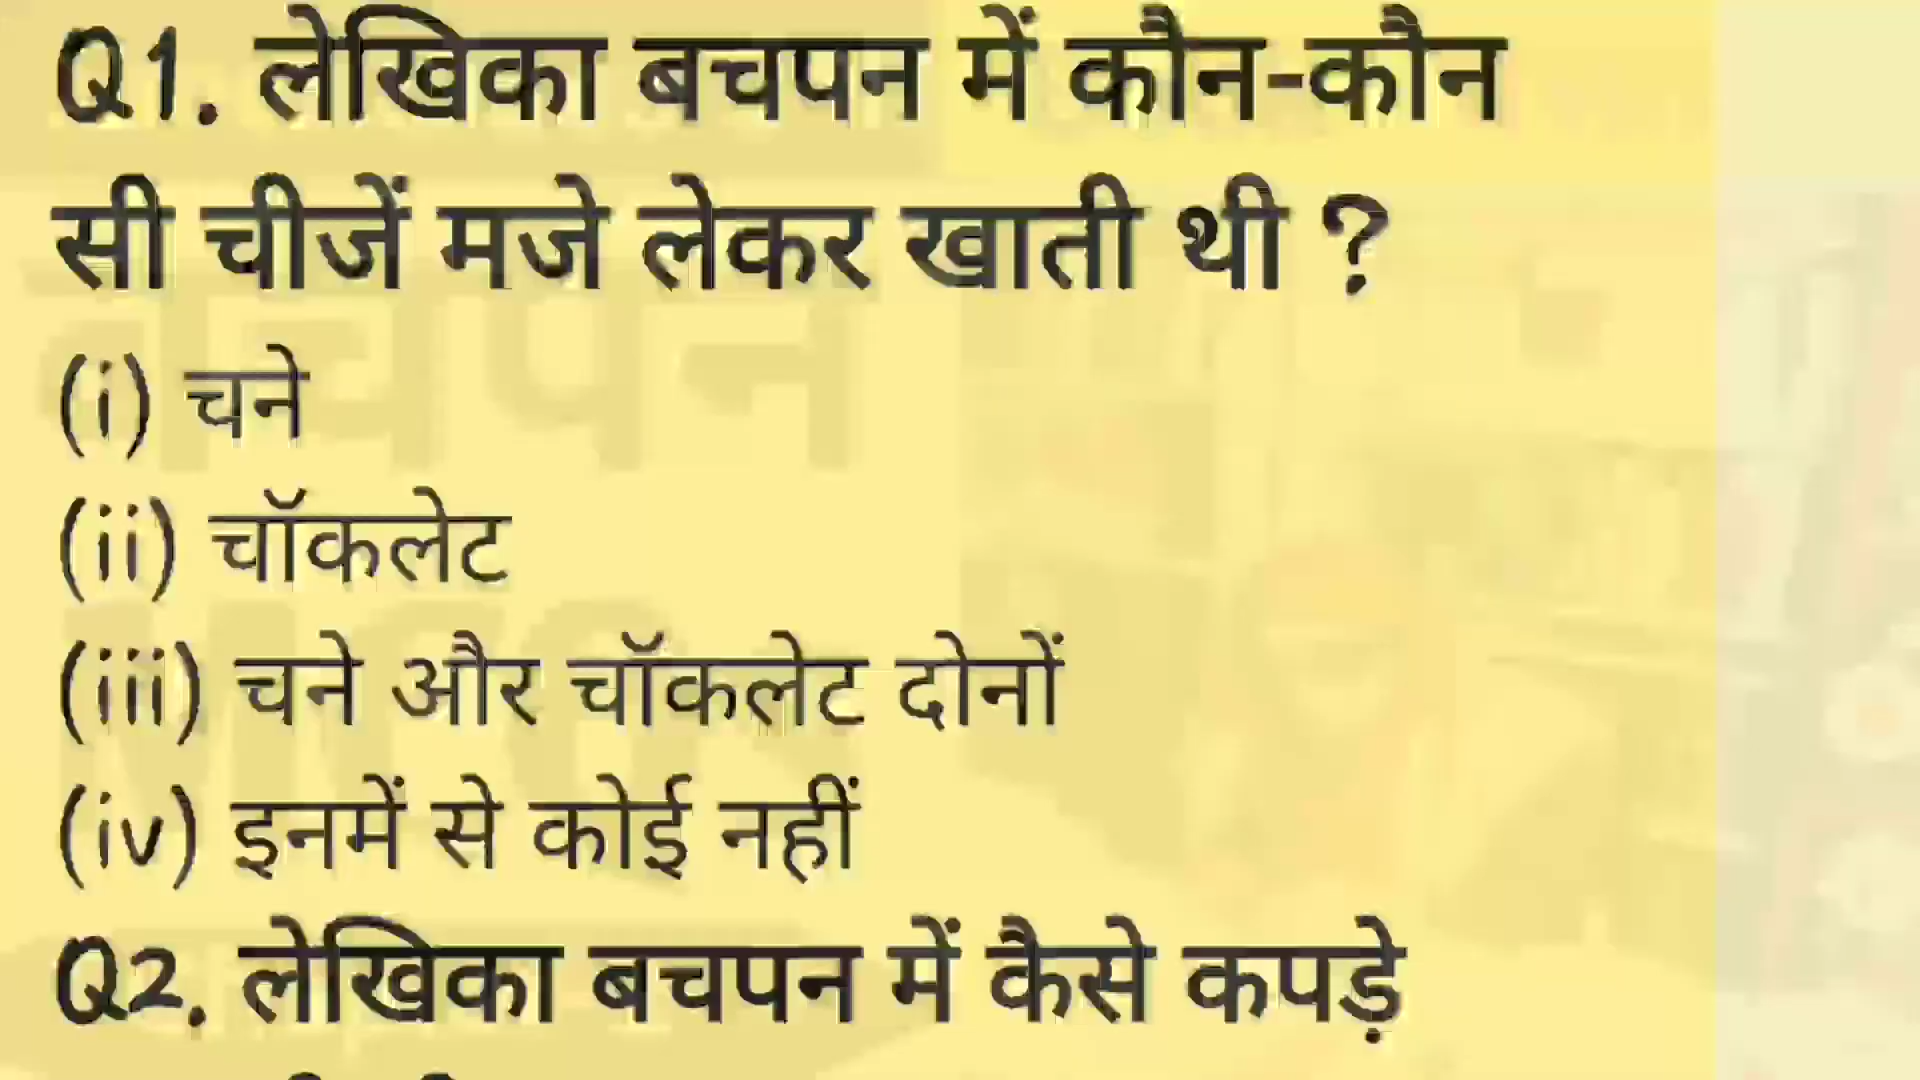 Q1. लेखिका बचपन में कौन-कौन
सी चीजें मजे लेकर खाती थी ?
(i) चने
(ii) चॉकलेट
(iii) चने और चॉकलेट दोनों
(iv) इनमें से कोई नहीं
Q2. लेखिका बचपन में कैसे कपड़े